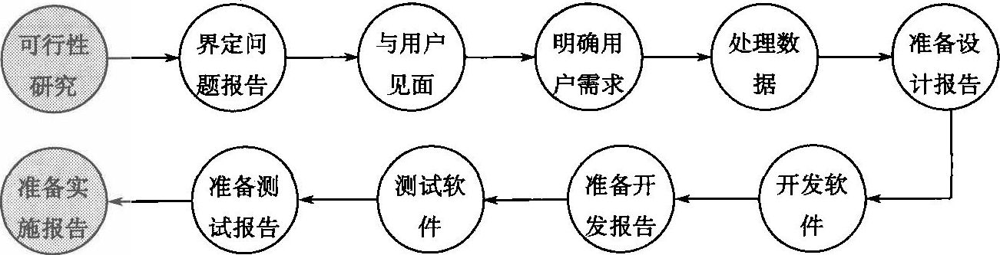 可行性
研究
界定问
题报告
与用户
见面
明确用
户需求
处理数
据
准备设
计报告
开发软
件
准备开
发报告
测试软
件
准备测
试报告
准备实
施报告